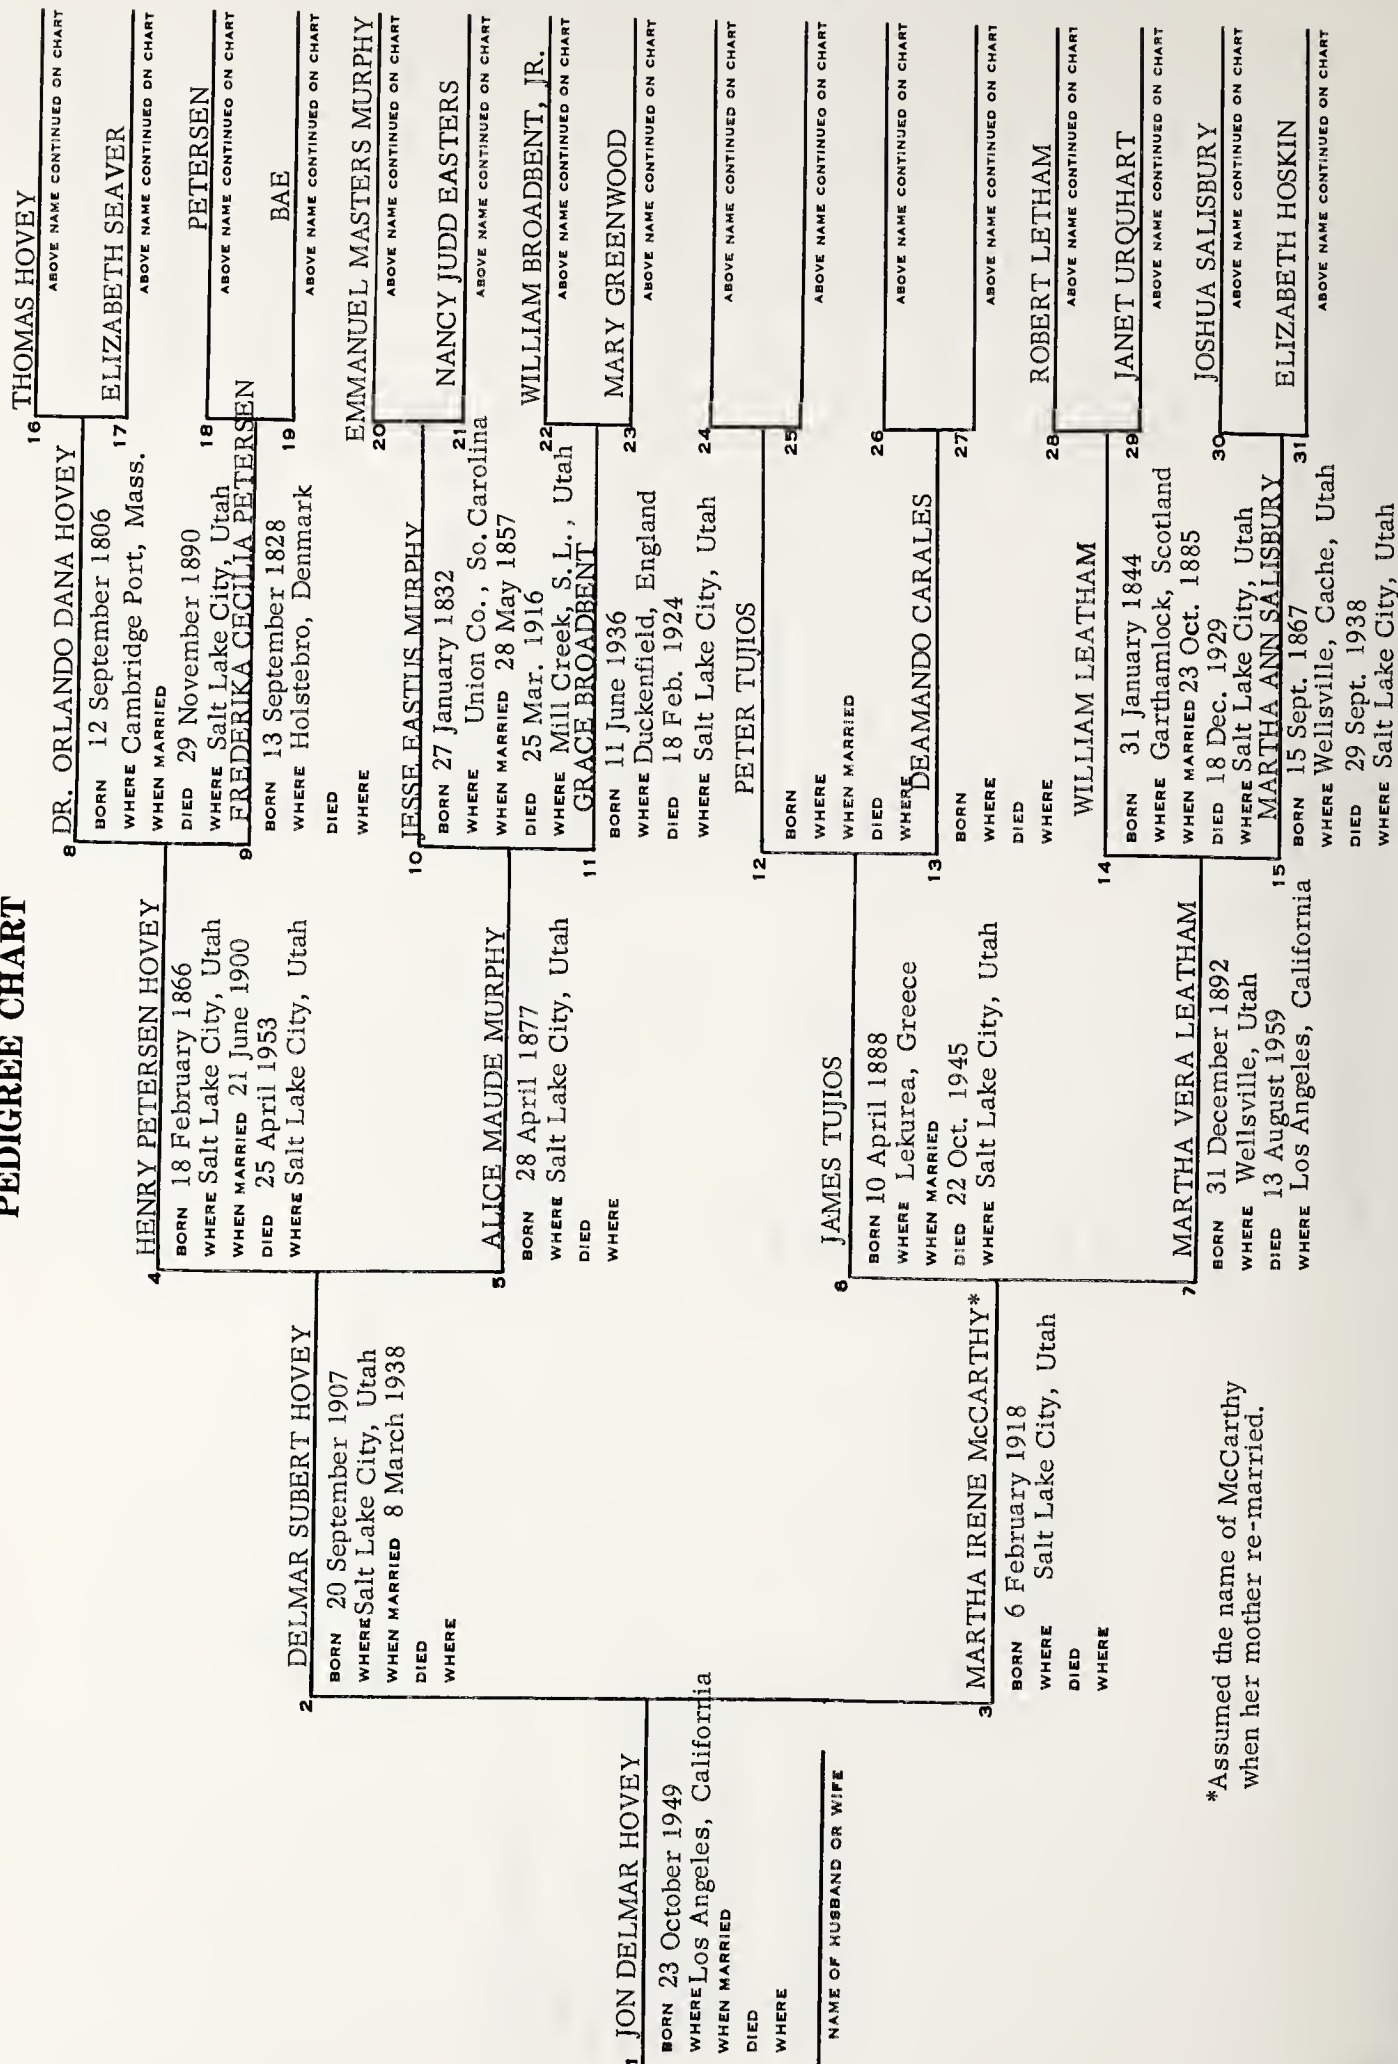 PEDIGREE CHART
1 JON DELMAR HOVEY
BORN 23 October 1949
WHERE Los Angeles, California
WHEN MARRIED
DIED
WHERE
NAME OF HUSBAND OR WIFE
2 DELMAR SUBERT HOVEY
BORN 20 September 1907
WHERE Salt Lake City, Utah
WHEN MARRIED 8 March 1938
DIED
WHERE
3 MARTHA IRENE McCARTHY*
BORN 6 February 1918
WHERE Salt Lake City, Utah
DIED
WHERE
*Assumed the name of McCarthy
when her mother re-married.
4 HENRY PETERSEN HOVEY
BORN 18 February 1866
WHERE Salt Lake City, Utah
WHEN MARRIED 21 June 1900
DIED 25 April 1953
WHERE Salt Lake City, Utah
5 ALICE MAUDE MURPHY
BORN 28 April 1877
WHERE Salt Lake City, Utah
DIED
WHERE
6 JAMES TUJIOS
BORN 10 April 1888
WHERE Lekurea, Greece
WHEN MARRIED
DIED 22 Oct. 1945
WHERE Salt Lake City, Utah
7 MARTHA VERA LEATHAM
BORN 31 December 1892
WHERE Wellsville, Utah
DIED 13 August 1959
WHERE Los Angeles, California
8 DR. ORLANDO DANA HOVEY
BORN 12 September 1806
WHERE Cambridge Port, Mass.
WHEN MARRIED
DIED 29 November 1890
WHERE Salt Lake City, Utah
9 FREDERIKA CECILIA PETERSEN
BORN 13 September 1828
WHERE Holstebro, Denmark
DIED
WHERE
10 JESSE EASTUS MURPHY
BORN 27 January 1832
WHERE Union Co., So. Carolina
WHEN MARRIED 28 May 1857
DIED 25 Mar. 1916
WHERE Mill Creek, S.L., Utah
11 GRACE BROADBENT
BORN 11 June 1936
WHERE Duckenfield, England
DIED 18 Feb. 1924
WHERE Salt Lake City, Utah
12 PETER TUJIOS
BORN
WHERE
WHEN MARRIED
DIED
WHERE
13 DEAMANDO CARALES
BORN
WHERE
DIED
WHERE
14 WILLIAM LEATHAM
BORN 31 January 1844
WHERE Garthamlock, Scotland
WHEN MARRIED 23 Oct. 1885
DIED 18 Dec. 1929
WHERE Salt Lake City, Utah
15 MARTHA ANN SALISBURY
BORN 15 Sept. 1867
WHERE Wellsville, Cache, Utah
DIED 29 Sept. 1938
WHERE Salt Lake City, Utah
16 THOMAS HOVEY
ABOVE NAME CONTINUED ON CHART
17 ELIZABETH SEAVER
ABOVE NAME CONTINUED ON CHART
18 PETERSEN
ABOVE NAME CONTINUED ON CHART
19 BAE
ABOVE NAME CONTINUED ON CHART
20 EMMANUEL MASTERS MURPHY
ABOVE NAME CONTINUED ON CHART
21 NANCY JUDD EASTERS
ABOVE NAME CONTINUED ON CHART
22 WILLIAM BROADBENT, JR.
ABOVE NAME CONTINUED ON CHART
23 MARY GREENWOOD
ABOVE NAME CONTINUED ON CHART
24
ABOVE NAME CONTINUED ON CHART
25
ABOVE NAME CONTINUED ON CHART
26
ABOVE NAME CONTINUED ON CHART
27
ABOVE NAME CONTINUED ON CHART
28 ROBERT LETHAM
ABOVE NAME CONTINUED ON CHART
29 JANET URQUHART
ABOVE NAME CONTINUED ON CHART
30 JOSHUA SALISBURY
ABOVE NAME CONTINUED ON CHART
31 ELIZABETH HOSKIN
ABOVE NAME CONTINUED ON CHART